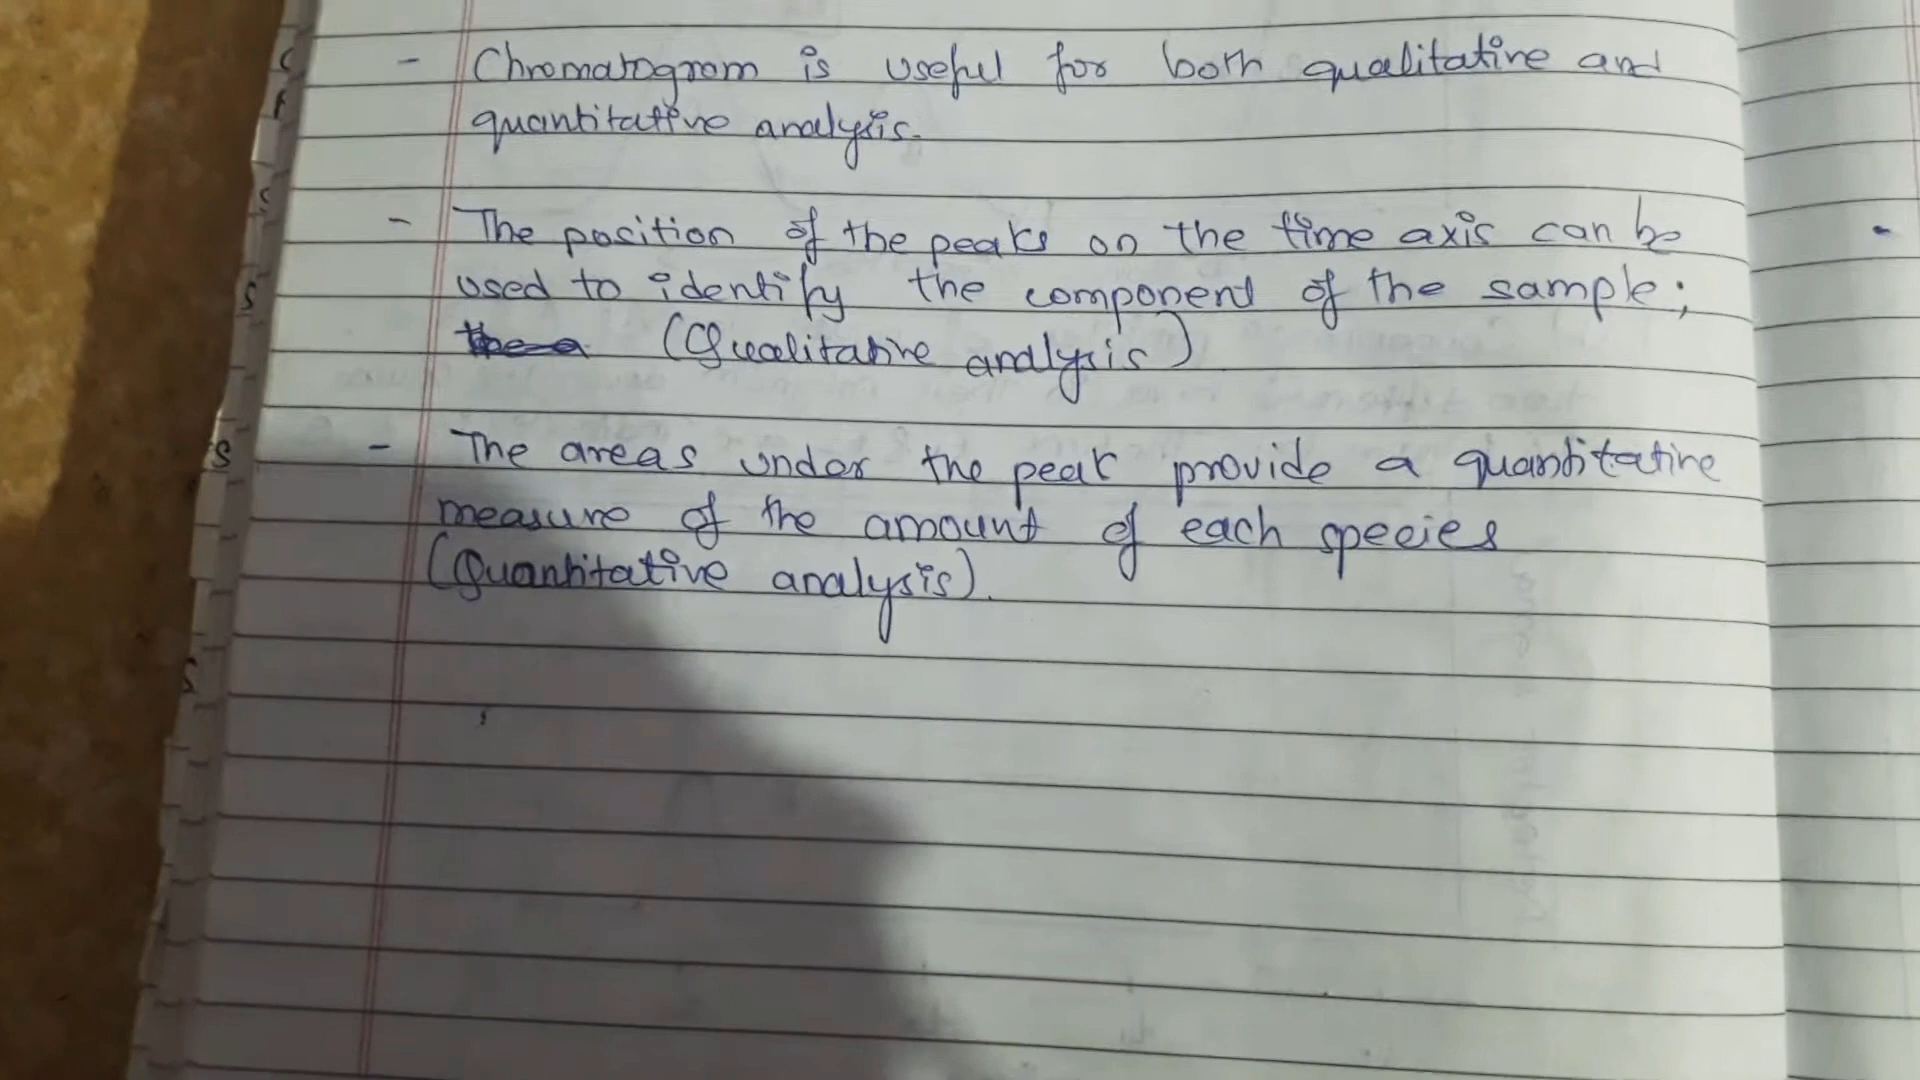 - Chromatogram is useful for both qualitative and
quantitative analysis.
- The position of the peaks on the time axis can be
used to identify the component of the sample;
(Qualitative analysis)
- The areas under the peak provide a quantitative
measure of the amount of each species
(Quantitative analysis).